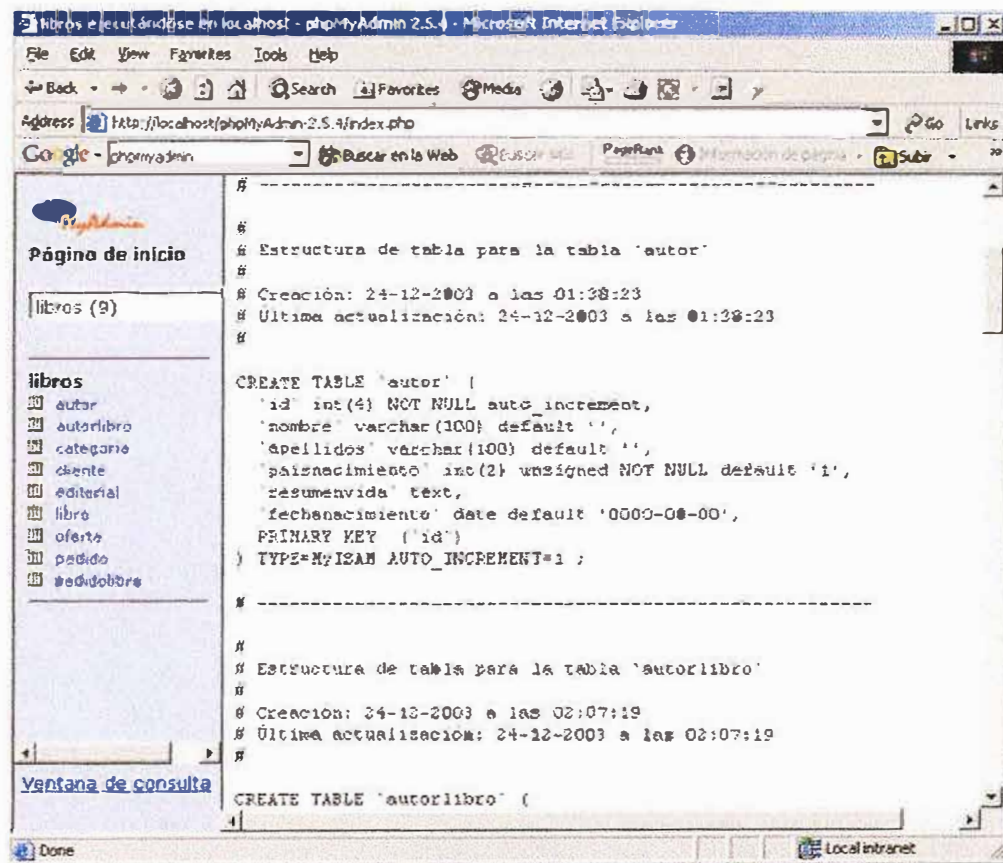 libros ejecutándose en localhost - phpMyAdmin 2.5.4 - Microsoft Internet Explorer
File Edit View Favorites Tools Help
Back Search Favorites Media
Address http://localhost/phpMyAdmin-2.5.4/index.php Go Links
Google - phpmyadmin Buscar en la Web PageRank Información de página Subir
MyAdmin
Página de inicio
libros (9)
libros
autor
autorlibro
categoria
cliente
editorial
libro
oferta
pedido
pedidolibro
Ventana de consulta
# --------------------------------------------------------
#
# Estructura de tabla para la tabla `autor`
#
# Creación: 24-12-2003 a las 01:38:23
# Última actualización: 24-12-2003 a las 01:38:23
#
CREATE TABLE `autor` (
`id` int(4) NOT NULL auto_increment,
`nombre` varchar(100) default '',
`apellidos` varchar(100) default '',
`paisnacimiento` int(2) unsigned NOT NULL default '1',
`resumenvida` text,
`fechanacimiento` date default '0000-00-00',
PRIMARY KEY (`id`)
) TYPE=MyISAM AUTO_INCREMENT=1 ;
# --------------------------------------------------------
#
# Estructura de tabla para la tabla `autorlibro`
#
# Creación: 24-12-2003 a las 02:07:19
# Última actualización: 24-12-2003 a las 02:07:19
#
CREATE TABLE `autorlibro` (
Done Local intranet